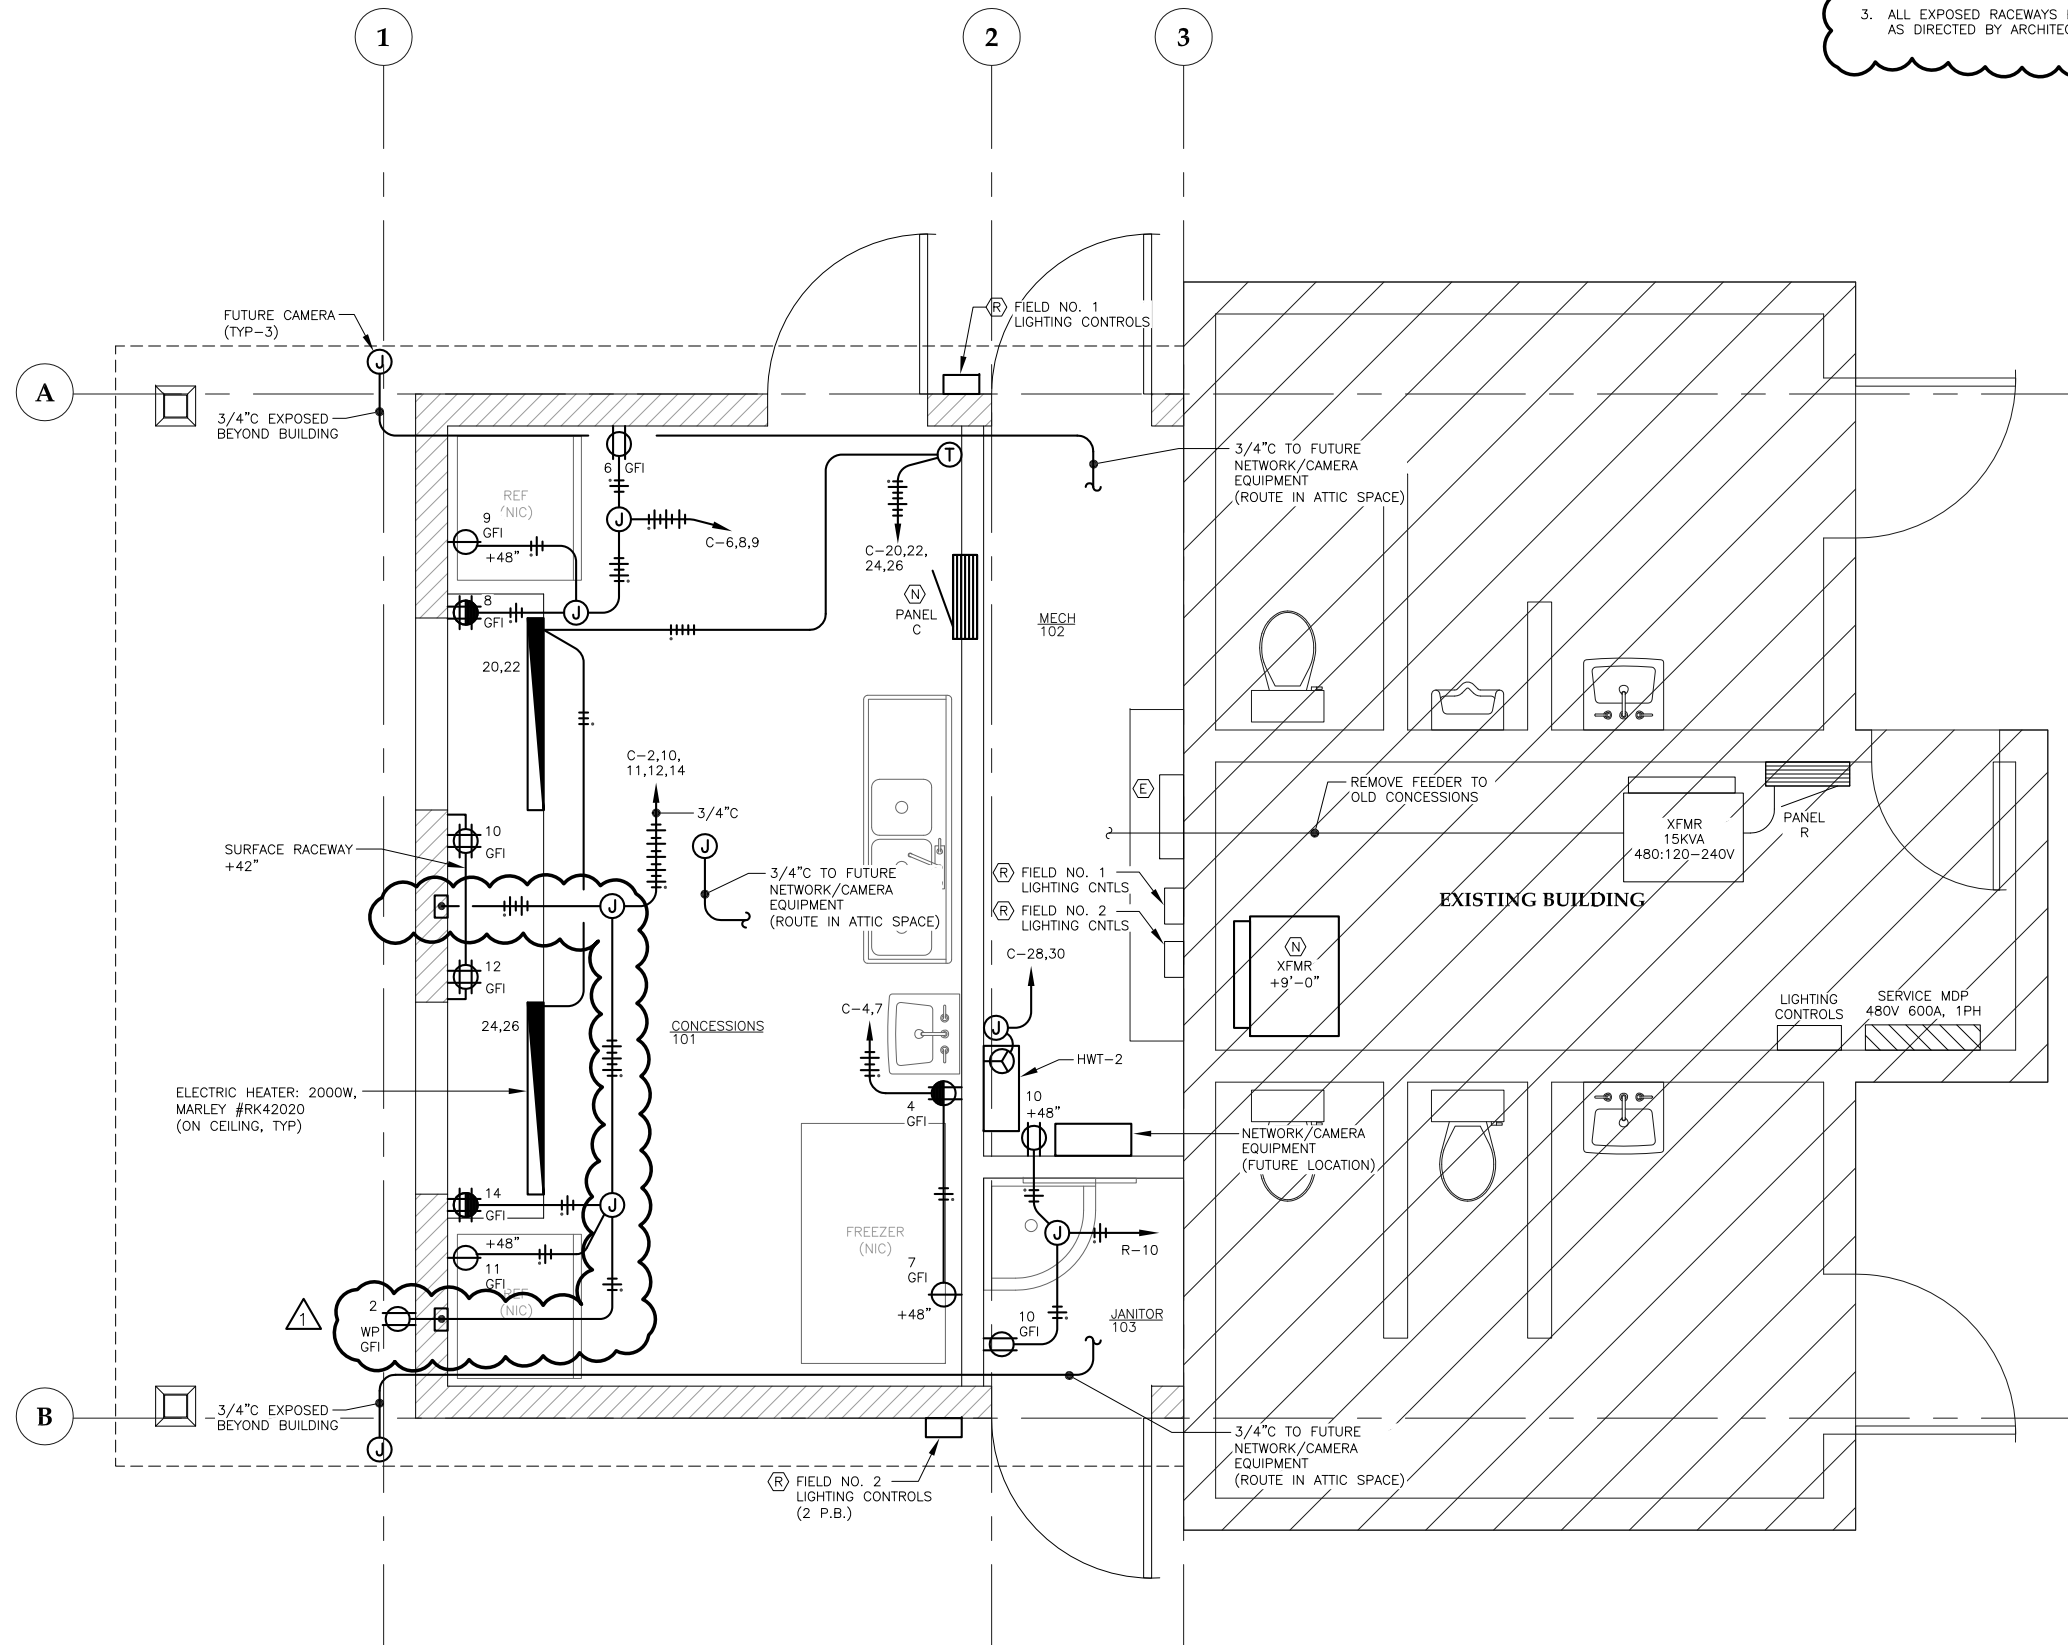 3. ALL EXPOSED RACEWAYS
AS DIRECTED BY
1
2
3
A
B
FUTURE CAMERA
(TYP-3)
J
3/4"C EXPOSED
BEYOND BUILDING
R FIELD NO. 1
LIGHTING CONTROLS
REF
(NIC)
9
GFI
+48"
6 GFI
J
C-6,8,9
T
C-20,22,
24,26
N
PANEL
C
3/4"C TO FUTURE
NETWORK/CAMERA
EQUIPMENT
(ROUTE IN ATTIC SPACE)
8
GFI
J
20,22
MECH
102
C-2,10,
11,12,14
3/4"C
J
3/4"C TO FUTURE
NETWORK/CAMERA
EQUIPMENT
(ROUTE IN ATTIC SPACE)
10
GFI
SURFACE RACEWAY
+42"
J
12
GFI
24,26
CONCESSIONS
101
E
REMOVE FEEDER TO
OLD CONCESSIONS
XFMR
15KVA
480:120-240V
PANEL
R
R FIELD NO. 1
LIGHTING CNTLS
R FIELD NO. 2
LIGHTING CNTLS
EXISTING BUILDING
N
XFMR
+9'-0"
LIGHTING
CONTROLS
SERVICE MDP
480V 600A, 1PH
C-28,30
C-4,7
J
HWT-2
ELECTRIC HEATER: 2000W,
MARLEY #RK42020
(ON CEILING, TYP)
4
GFI
10
+48"
NETWORK/CAMERA
EQUIPMENT
(FUTURE LOCATION)
14
GFI
J
+48"
11
GFI
REF
(NIC)
FREEZER
(NIC)
7
GFI
+48"
J
R-10
10
GFI
JANITOR
103
1
2
WP
GFI
3/4"C EXPOSED
BEYOND BUILDING
J
R FIELD NO. 2
LIGHTING CONTROLS
(2 P.B.)
3/4"C TO FUTURE
NETWORK/CAMERA
EQUIPMENT
(ROUTE IN ATTIC SPACE)